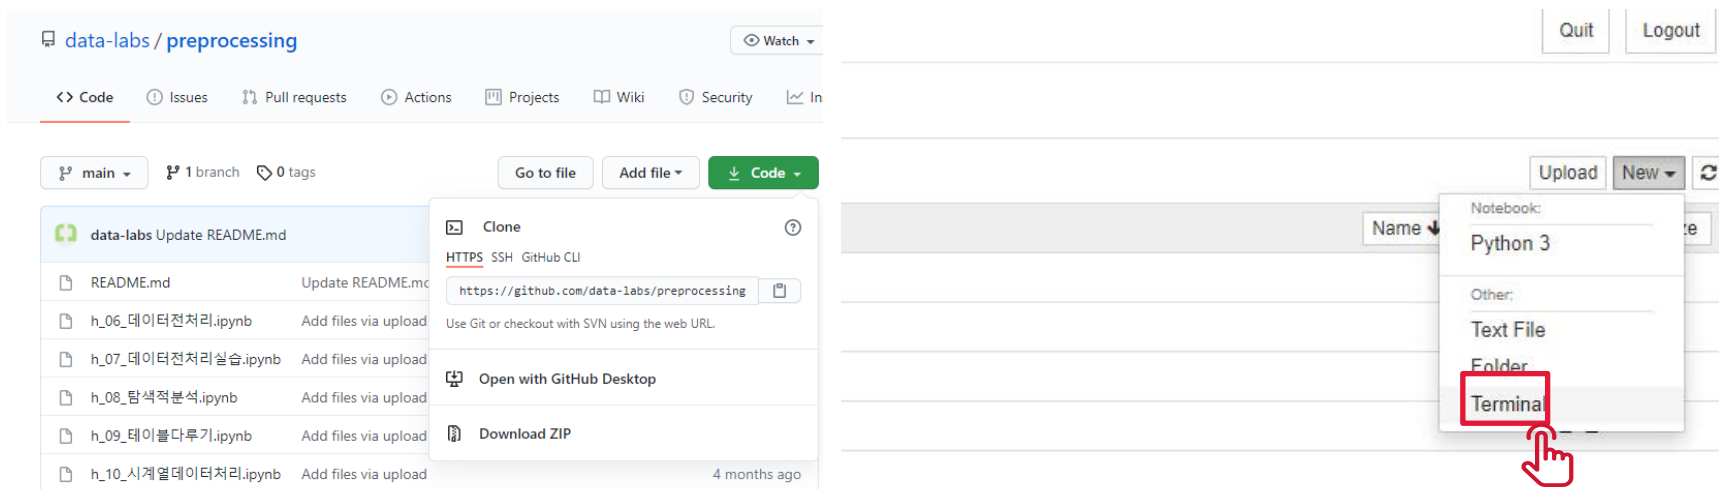 data-labs / preprocessing
Watch
Code
Issues
Pull requests
Actions
Projects
Wiki
Security
main
1 branch
0 tags
Go to file
Add file
Code
data-labs Update README.md
README.md
Update README.md
h_06_데이터전처리.ipynb
Add files via upload
h_07_데이터전처리실습.ipynb
Add files via upload
h_08_탐색적분석.ipynb
Add files via upload
h_09_테이블다루기.ipynb
Add files via upload
h_10_시계열데이터처리.ipynb
Add files via upload
4 months ago
Clone
HTTPS SSH GitHub CLI
https://github.com/data-labs/preprocessing
Use Git or checkout with SVN using the web URL.
Open with GitHub Desktop
Download ZIP
Quit
Logout
Upload
New
Name
Notebook:
Python 3
Other:
Text File
Folder
Terminal